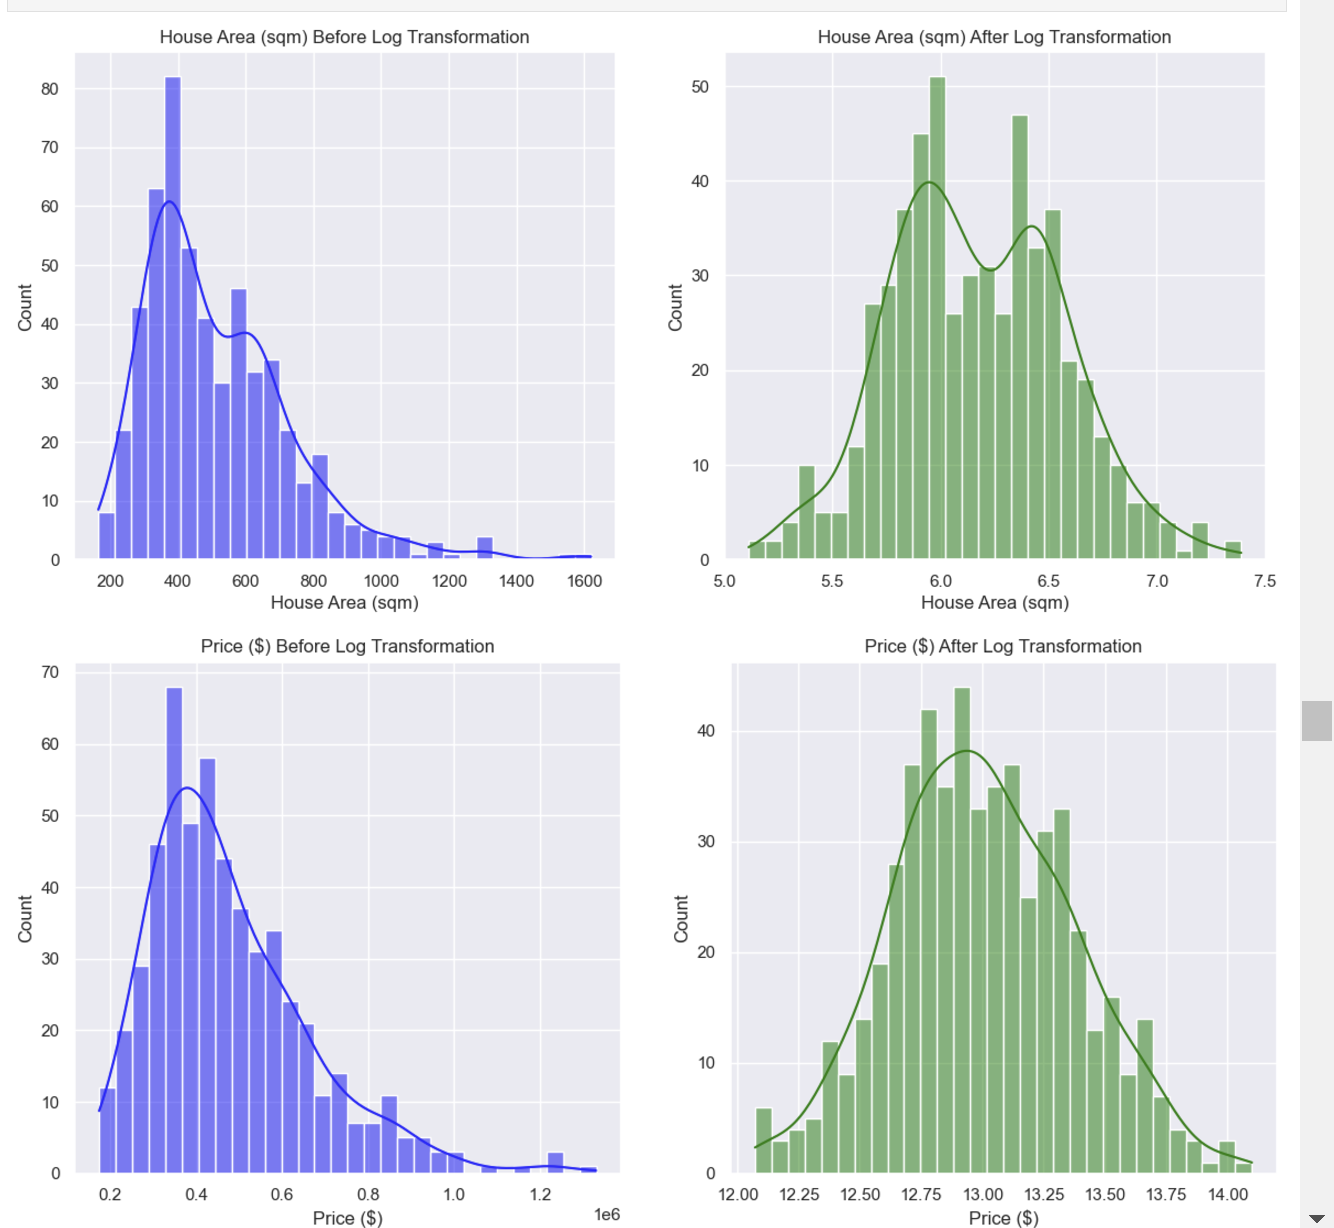 House Area (sqm) Before Log Transformation
80
70
60
50
40
30
20
10
0
Count
200 400 600 800 1000 1200 1400 1600
House Area (sqm)
House Area (sqm) After Log Transformation
50
40
30
20
10
0
Count
5.0 5.5 6.0 6.5 7.0 7.5
House Area (sqm)
Price ($) Before Log Transformation
70
60
50
40
30
20
10
0
Count
0.2 0.4 0.6 0.8 1.0 1.2
1e6
Price ($)
Price ($) After Log Transformation
40
30
20
10
0
Count
12.00 12.25 12.50 12.75 13.00 13.25 13.50 13.75 14.00
Price ($)